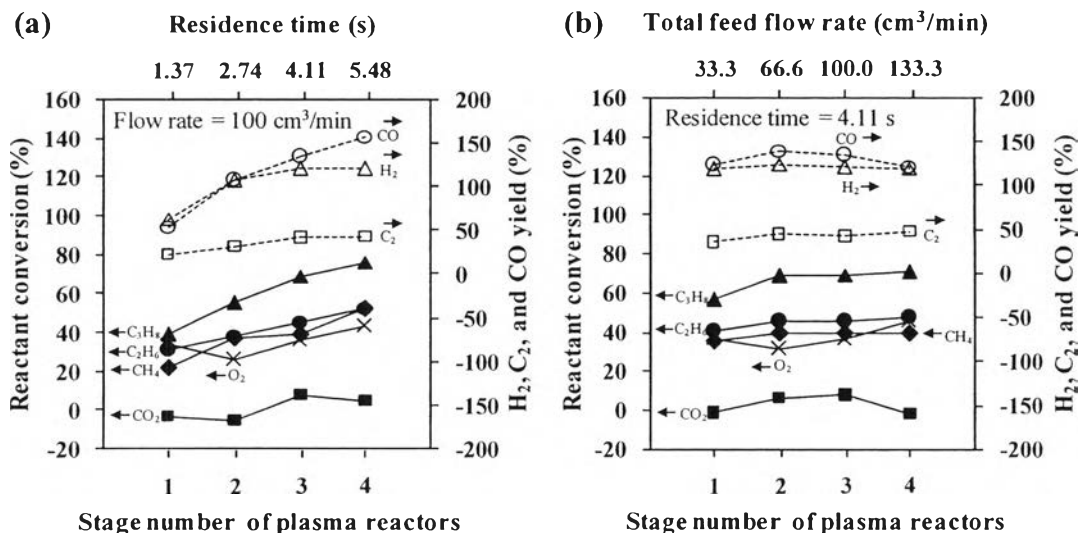 (a)
Residence time (s)
1.37 2.74 4.11 5.48
160
140
120
100
80
60
40
20
0
-20
Reactant conversion (%)
Flow rate = 100 cm³/min
CO
H₂
C₂
C₃H₈
C₂H₆
CH₄
O₂
CO₂
200
150
100
50
0
-50
-100
-150
-200
H₂, C₂, and CO yield (%)
1 2 3 4
Stage number of plasma reactors
(b)
Total feed flow rate (cm³/min)
33.3 66.6 100.0 133.3
160
140
120
100
80
60
40
20
0
-20
Reactant conversion (%)
Residence time = 4.11 s
CO
H₂
C₂
C₃H₈
C₂H₆
CH₄
O₂
CO₂
200
150
100
50
0
-50
-100
-150
-200
H₂, C₂, and CO yield (%)
1 2 3 4
Stage number of plasma reactors